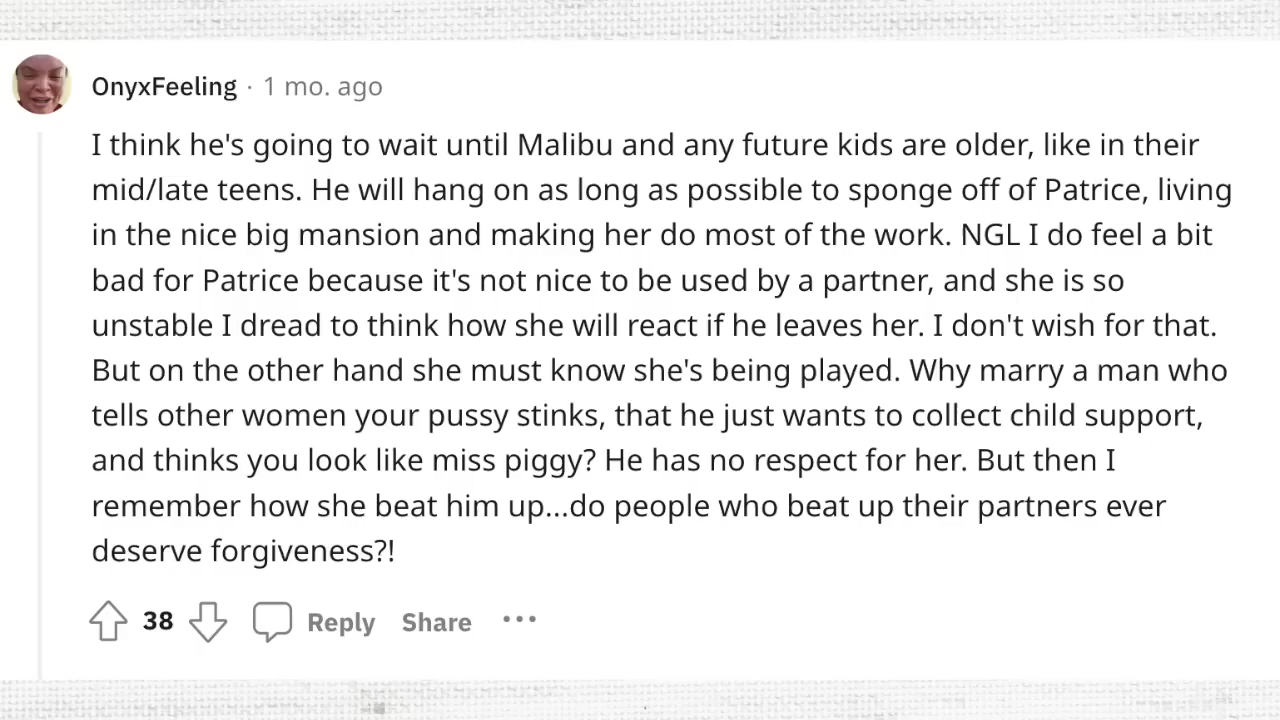 OnyxFeeling · 1 mo. ago
I think he's going to wait until Malibu and any future kids are older, like in their
mid/late teens. He will hang on as long as possible to sponge off of Patrice, living
in the nice big mansion and making her do most of the work. NGL I do feel a bit
bad for Patrice because it's not nice to be used by a partner, and she is so
unstable I dread to think how she will react if he leaves her. I don't wish for that.
But on the other hand she must know she's being played. Why marry a man who
tells other women your pussy stinks, that he just wants to collect child support,
and thinks you look like miss piggy? He has no respect for her. But then I
remember how she beat him up...do people who beat up their partners ever
deserve forgiveness?!
38 Reply Share ···